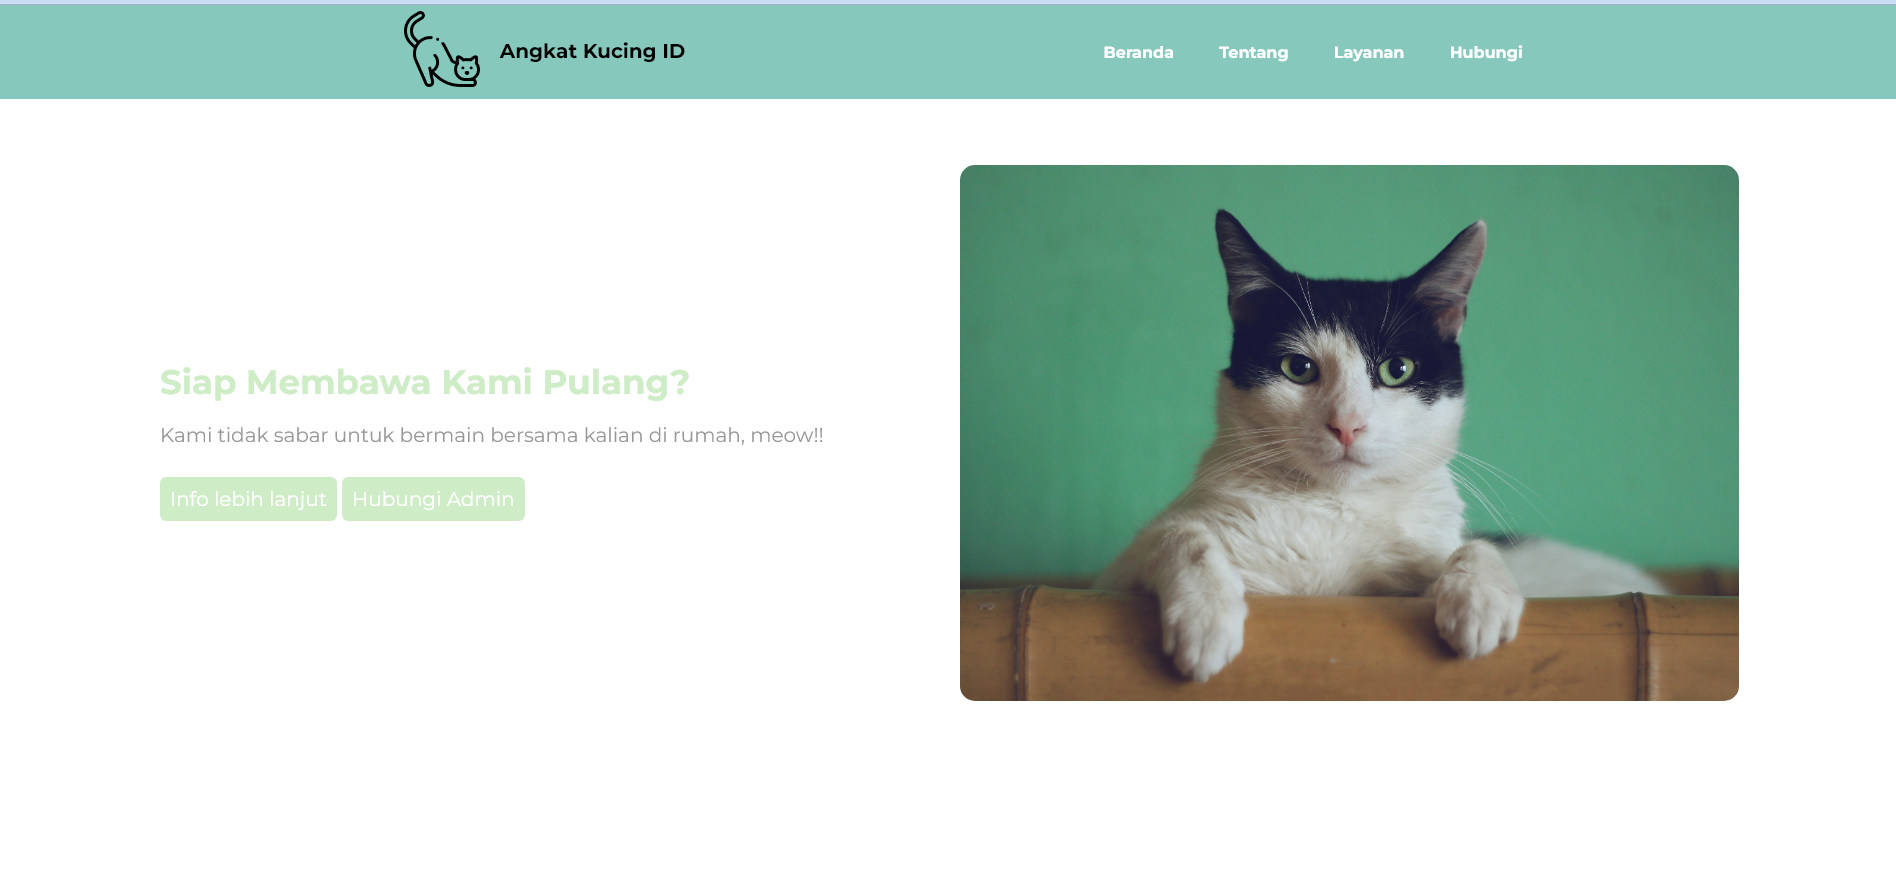 Angkat Kucing ID
Beranda Tentang Layanan Hubungi
Siap Membawa Kami Pulang?
Kami tidak sabar untuk bermain bersama kalian di rumah, meow!!
Info lebih lanjut Hubungi Admin